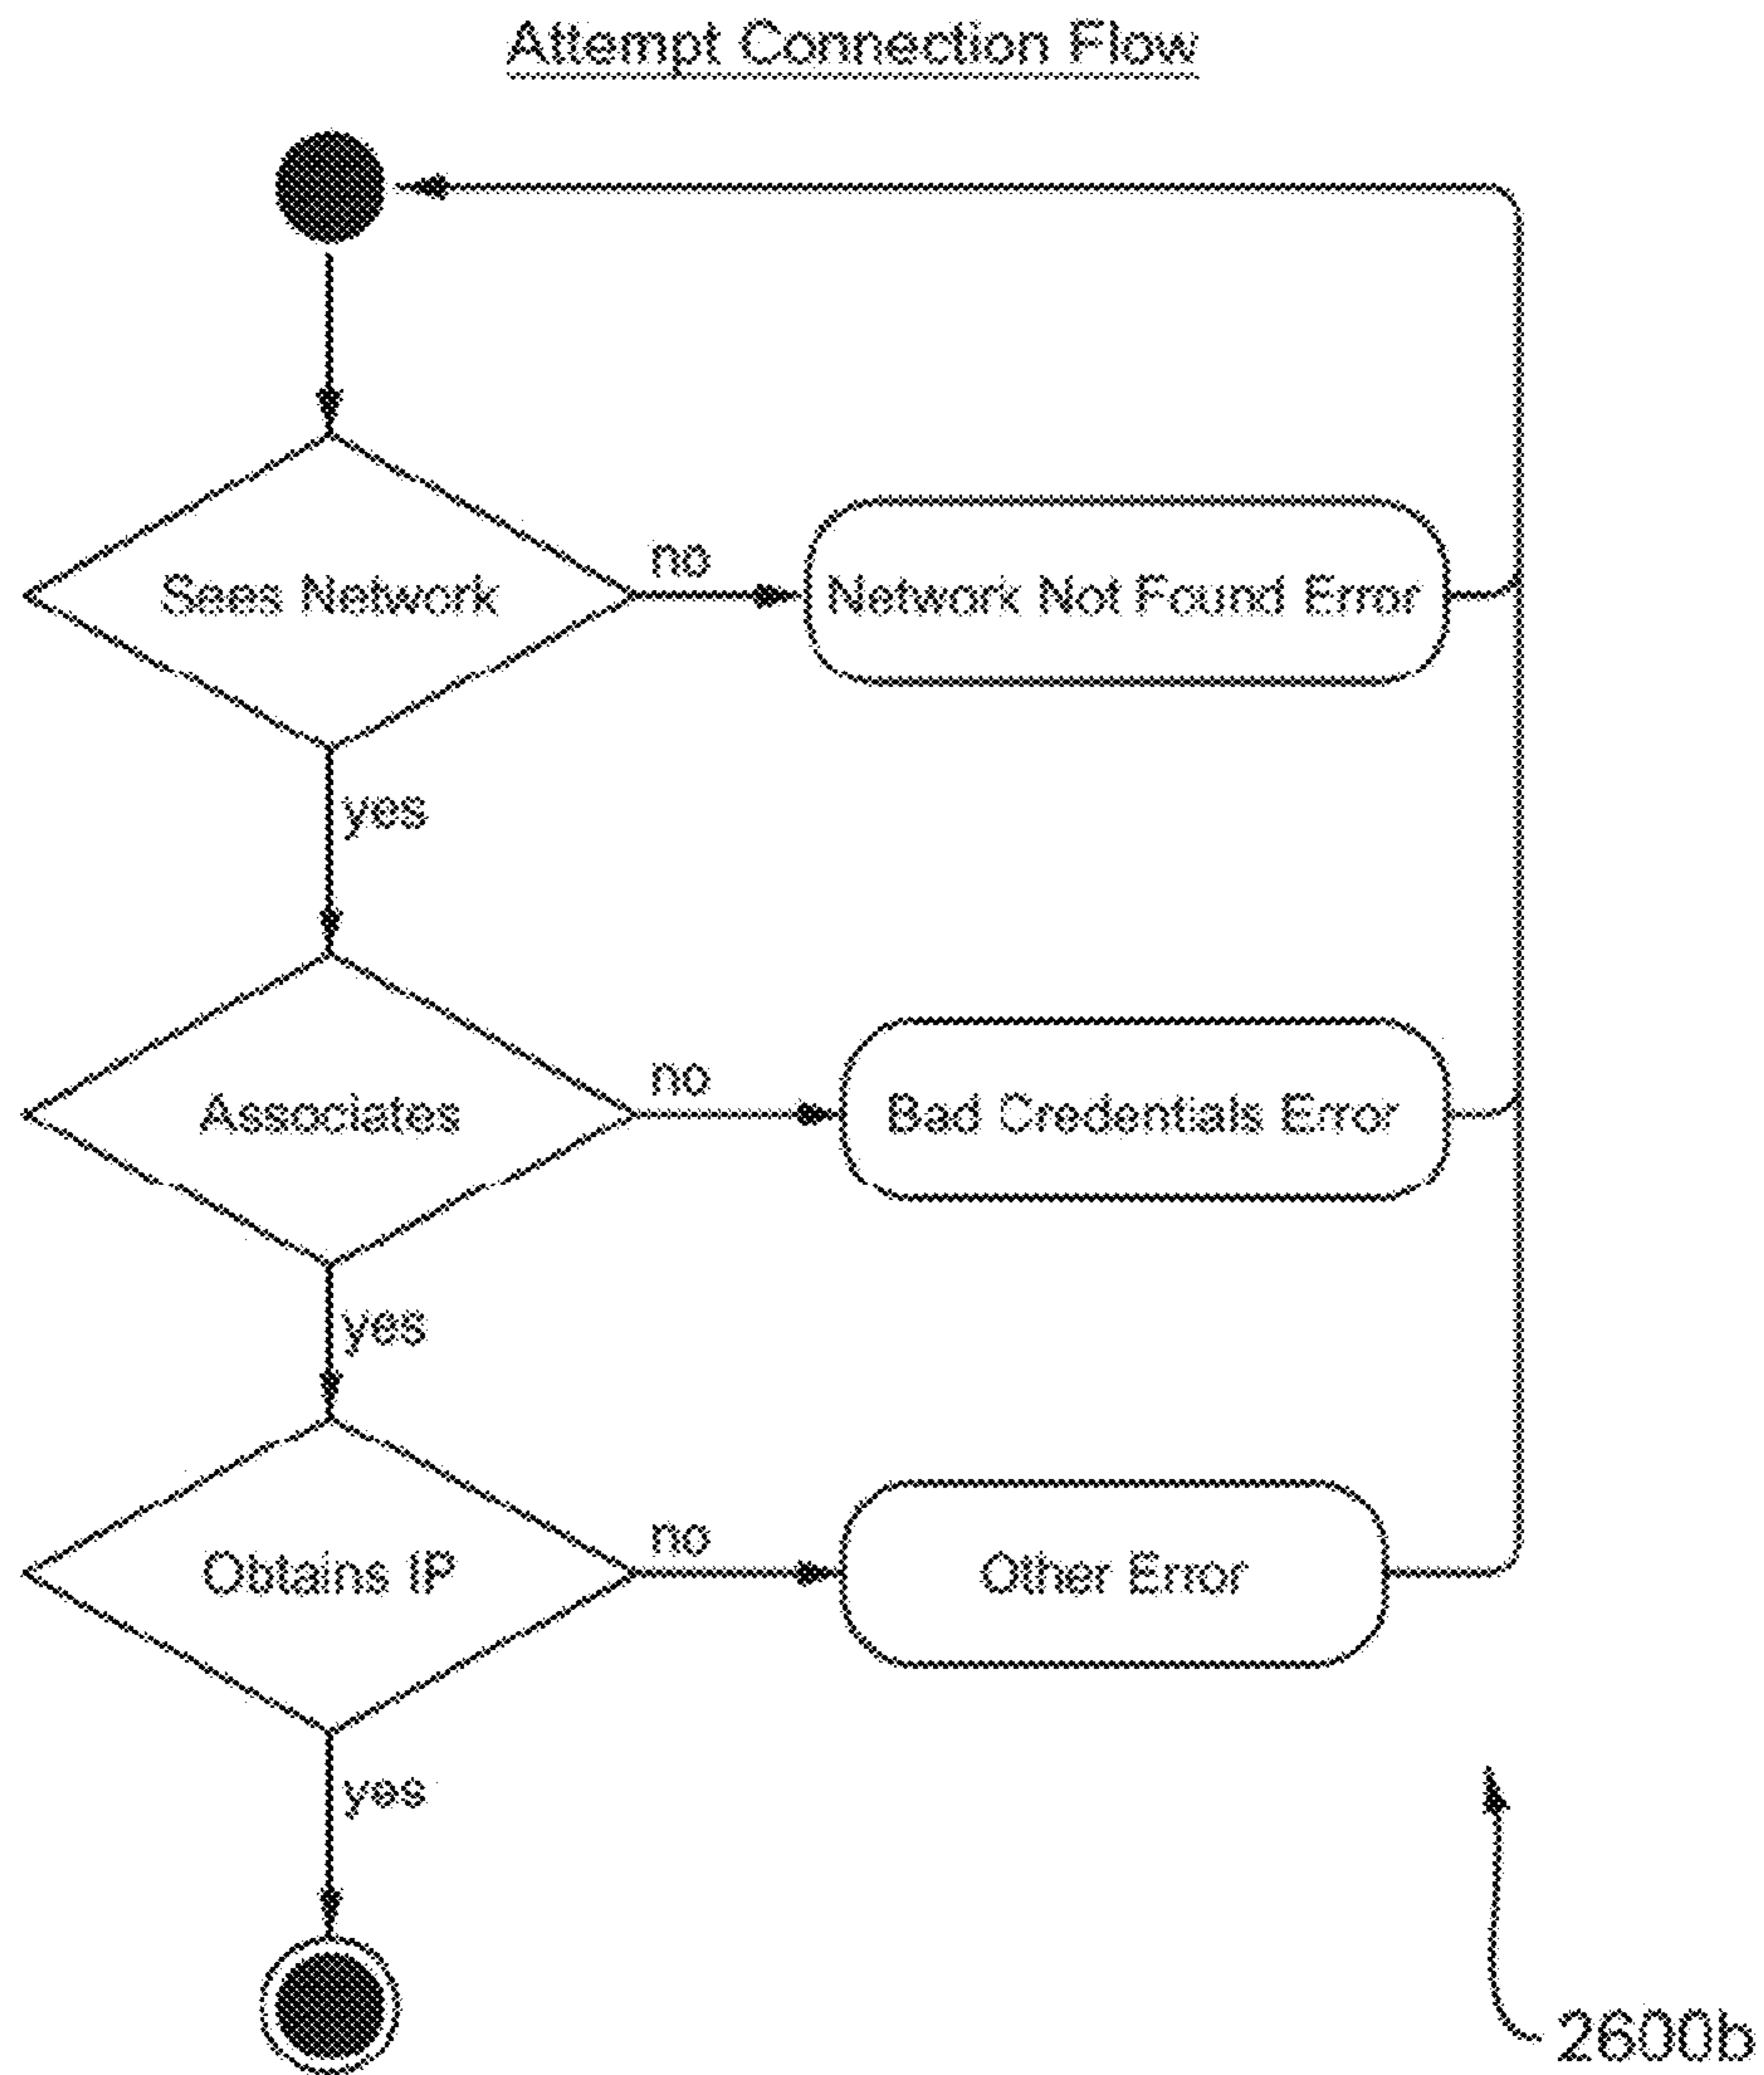 Attempt Connection Flow
Sees Network
no
Network Not Found Error
yes
Associates
no
Bad Credentials Error
yes
Obtains IP
no
Other Error
yes
2600b